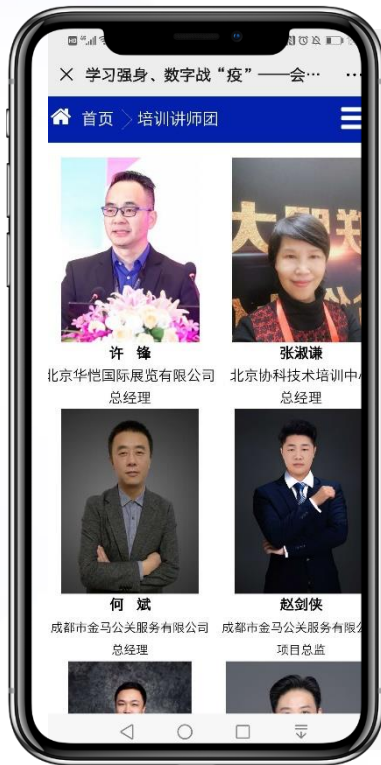 × 学习强身、数字战“疫”——会… …
首页 > 培训讲师团
许 锋
北京华恺国际展览有限公司
总经理
张淑谦
北京协科技术培训中
总经理
何 斌
成都市金马公关服务有限公司
总经理
赵剑侠
成都市金马公关服务有限公
项目总监